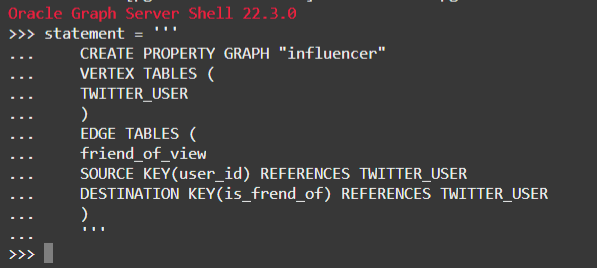 Oracle Graph Server Shell 22.3.0
>>> statement = '''
...     CREATE PROPERTY GRAPH "influencer"
...     VERTEX TABLES (
...     TWITTER_USER
...     )
...     EDGE TABLES (
...     friend_of_view
...     SOURCE KEY(user_id) REFERENCES TWITTER_USER
...     DESTINATION KEY(is_frend_of) REFERENCES TWITTER_USER
...     )
...     '''
>>>